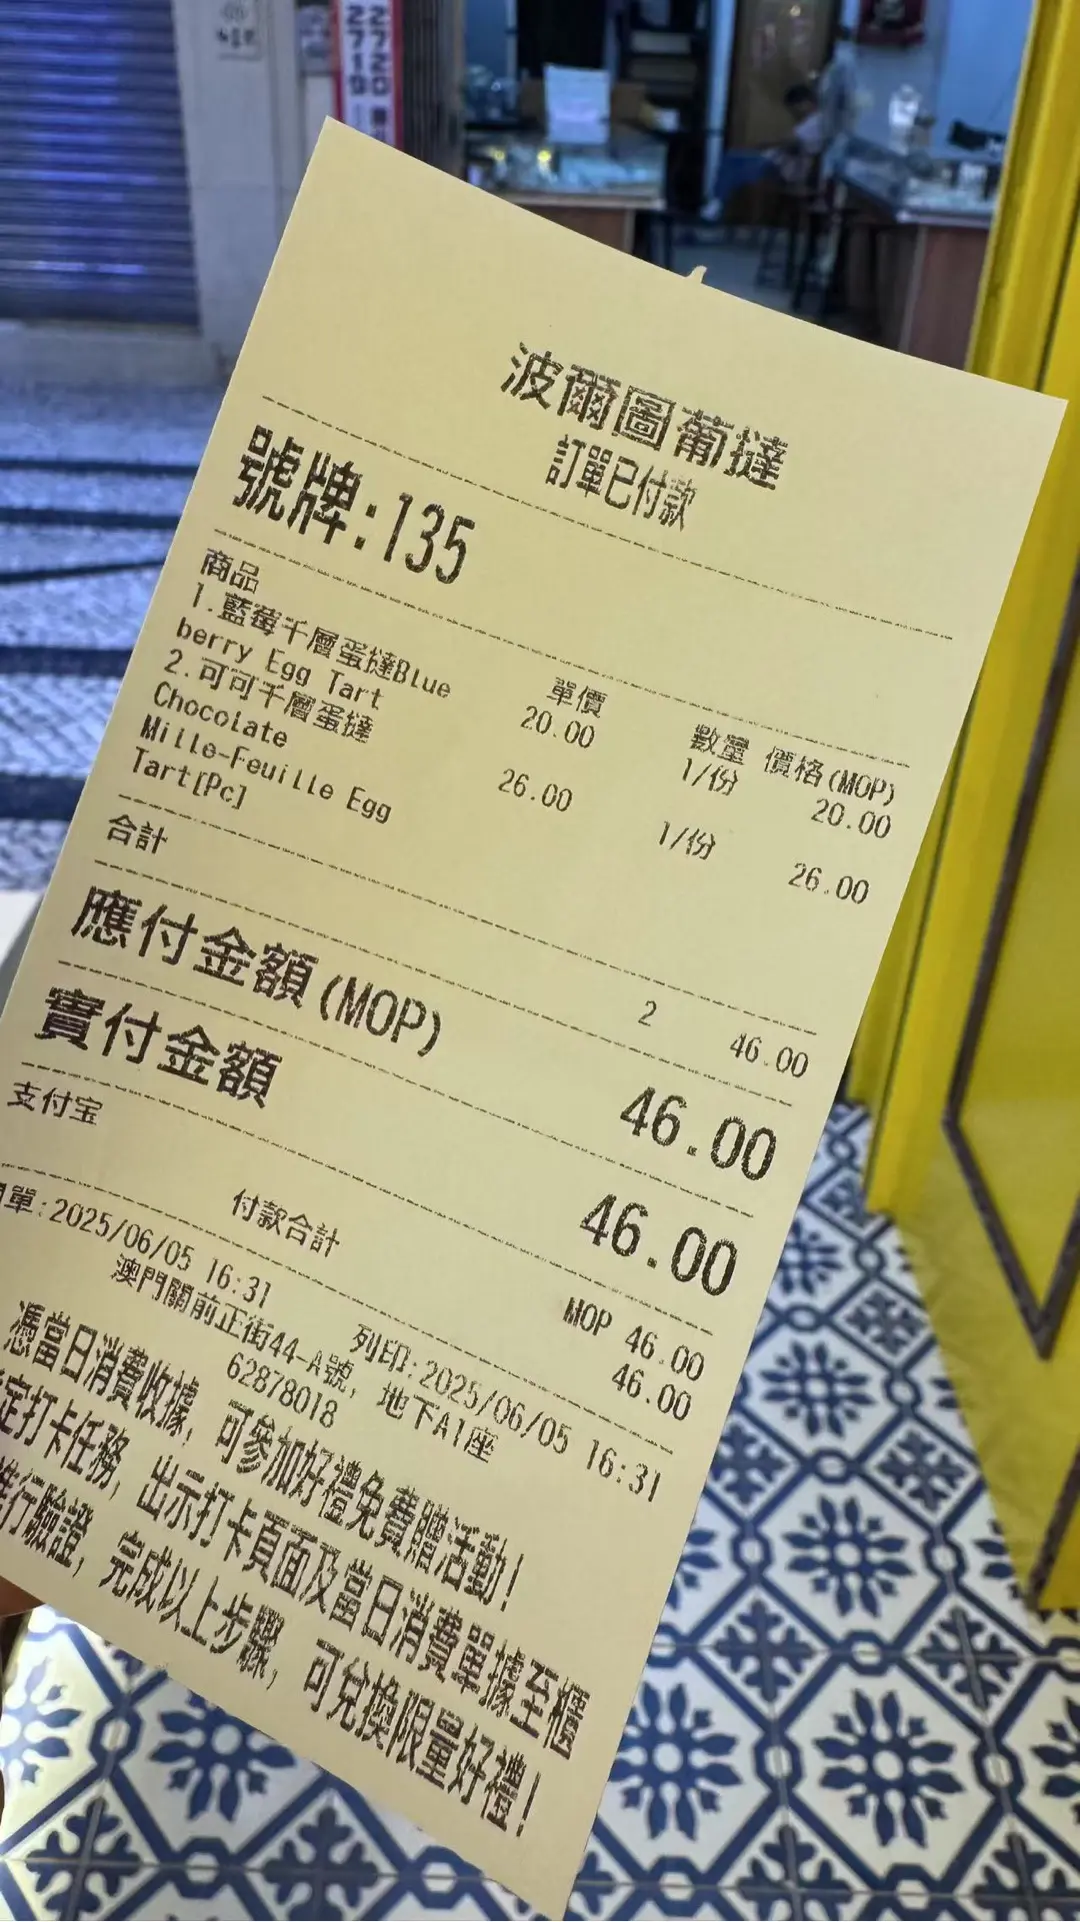 2720
2719
波爾圖葡撻
訂單已付款
號牌:135
商品 單價 數量 價格(MOP)
1.藍莓千層蛋撻Blue 20.00 1/份 20.00
berry Egg Tart
2.可可千層蛋撻 26.00 1/份 26.00
Chocolate
Mille-Feuille Egg
Tart[Pc]
合計 2 46.00
應付金額(MOP) 46.00
實付金額 46.00
支付宝 MOP 46.00
付款合計 46.00
單:2025/06/05 16:31 列印:2025/06/05 16:31
澳門關前正街44-A號, 地下A1座
62878018
憑當日消費收據, 可參加好禮免費贈活動!
定打卡任務, 出示打卡頁面及當日消費單據至櫃
進行驗證, 完成以上步驟, 可兌換限量好禮!